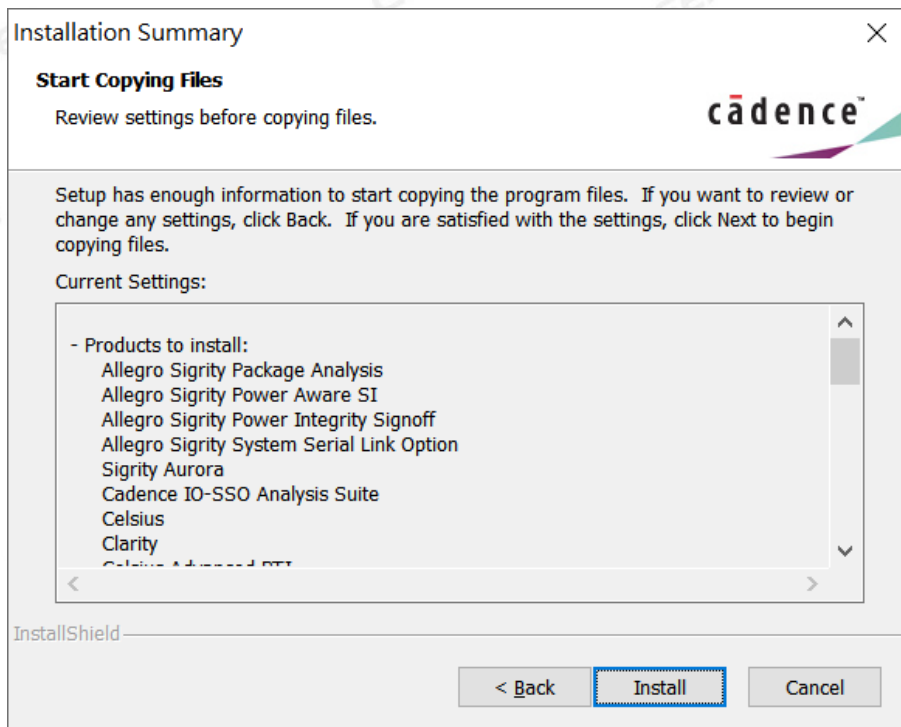 Installation Summary
Start Copying Files
Review settings before copying files.
cādence™
Setup has enough information to start copying the program files. If you want to review or
change any settings, click Back. If you are satisfied with the settings, click Next to begin
copying files.
Current Settings:
- Products to install:
Allegro Sigrity Package Analysis
Allegro Sigrity Power Aware SI
Allegro Sigrity Power Integrity Signoff
Allegro Sigrity System Serial Link Option
Sigrity Aurora
Cadence IO-SSO Analysis Suite
Celsius
Clarity
Celsius Advanced PTI
InstallShield
< Back
Install
Cancel